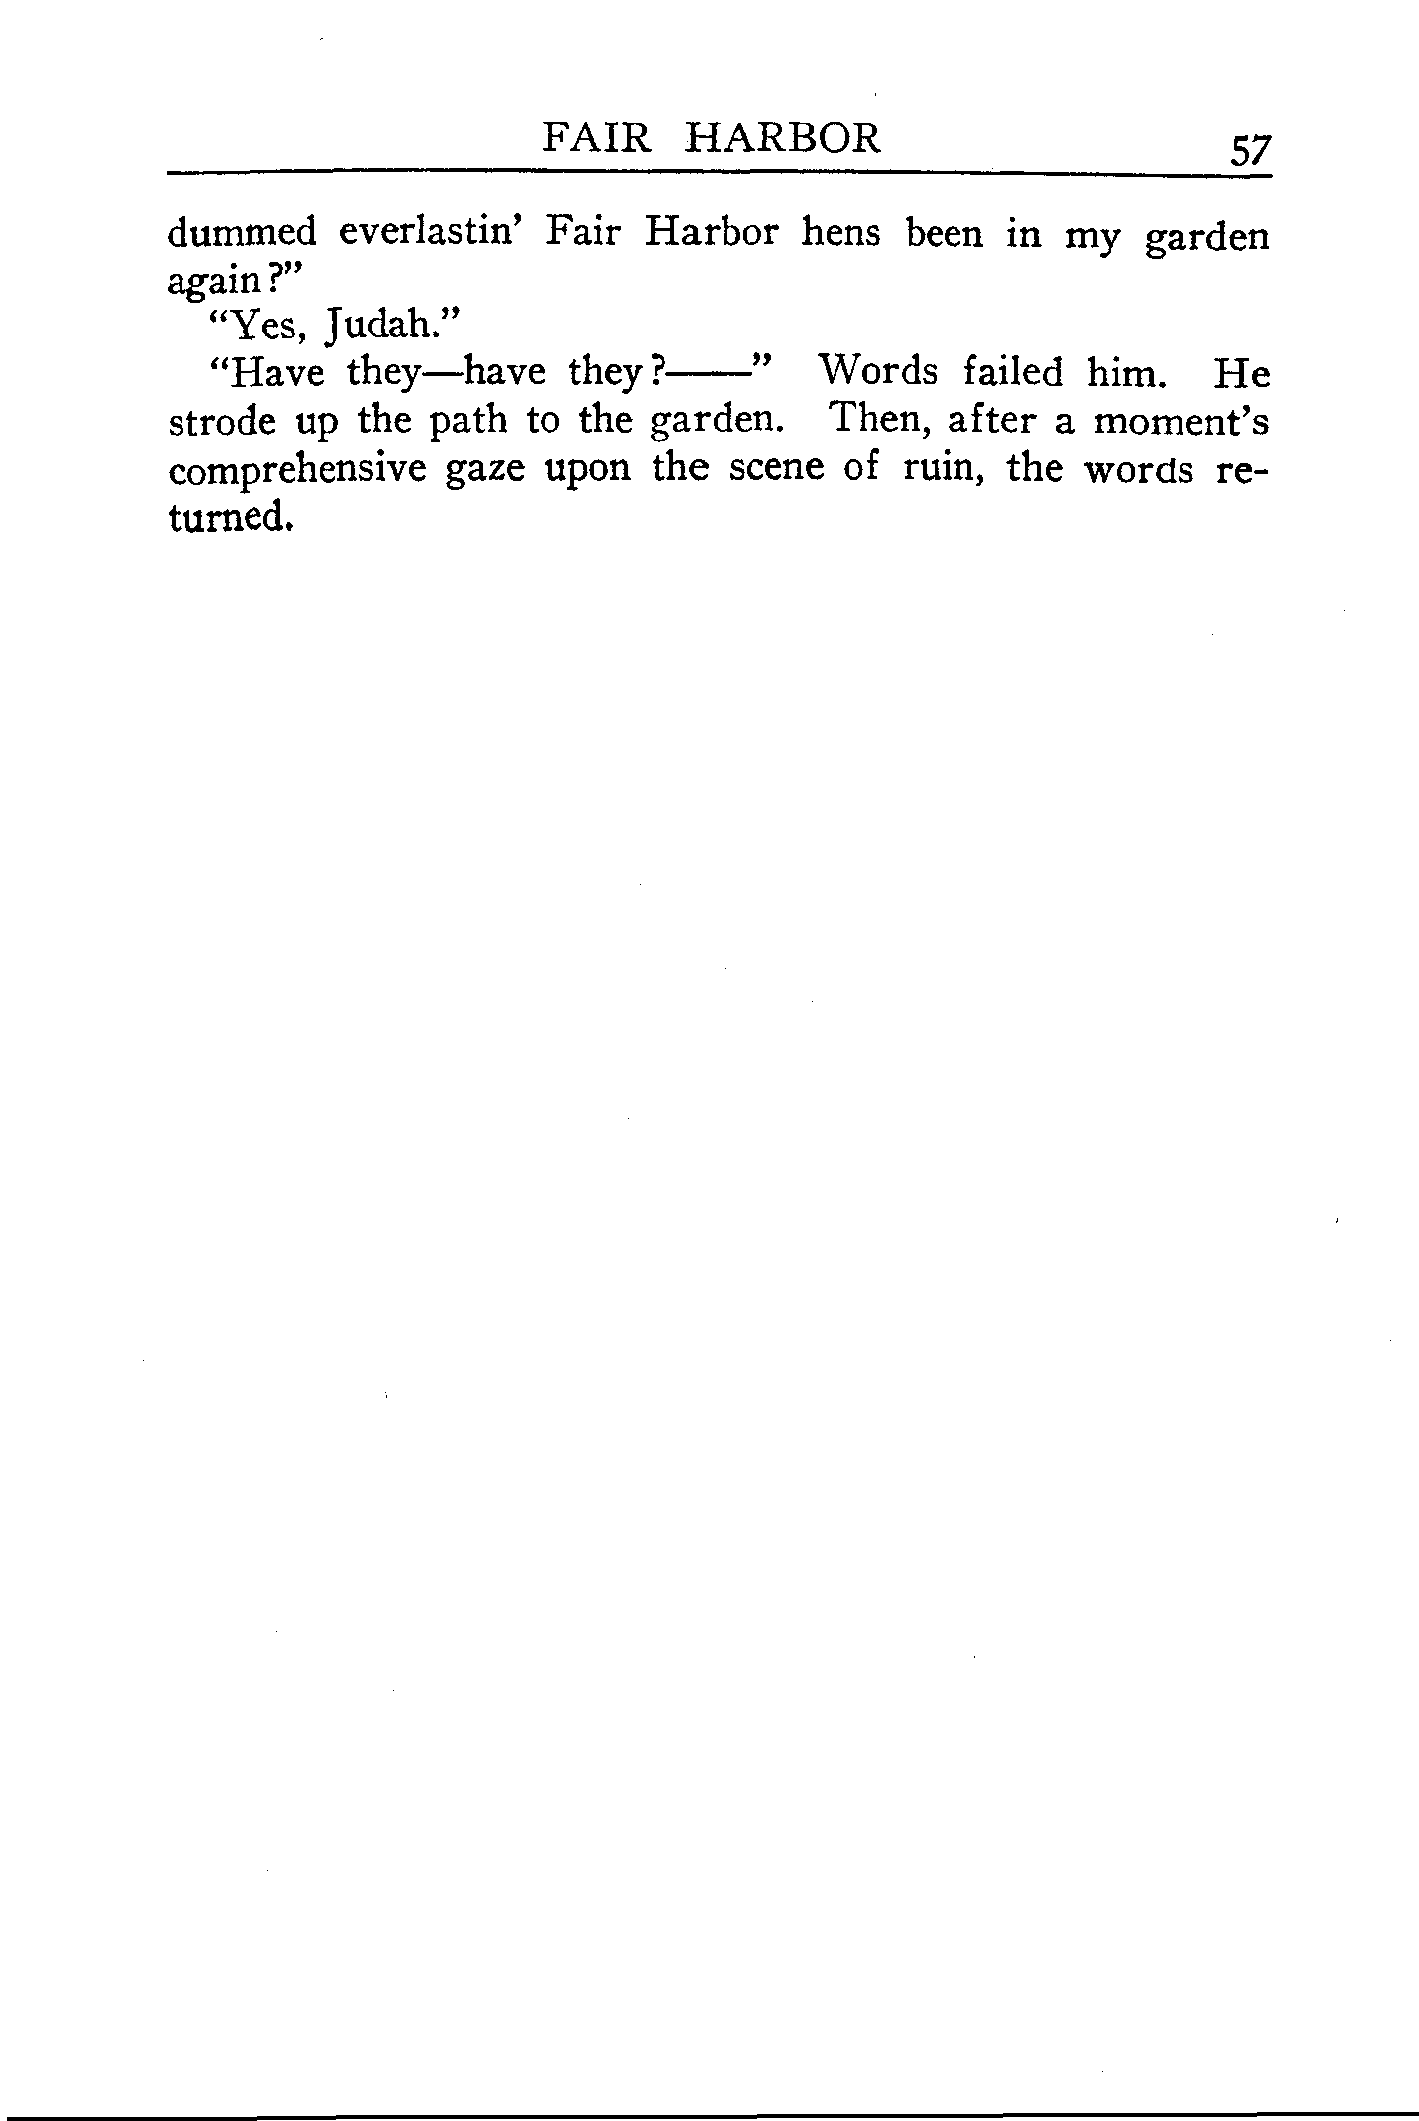 FAIR HARBOR 57
dummed everlastin’ Fair Harbor hens been in my garden
again?”
“Yes, Judah.”
“Have they—have they?——” Words failed him. He
strode up the path to the garden. Then, after a moment’s
comprehensive gaze upon the scene of ruin, the words re-
turned.